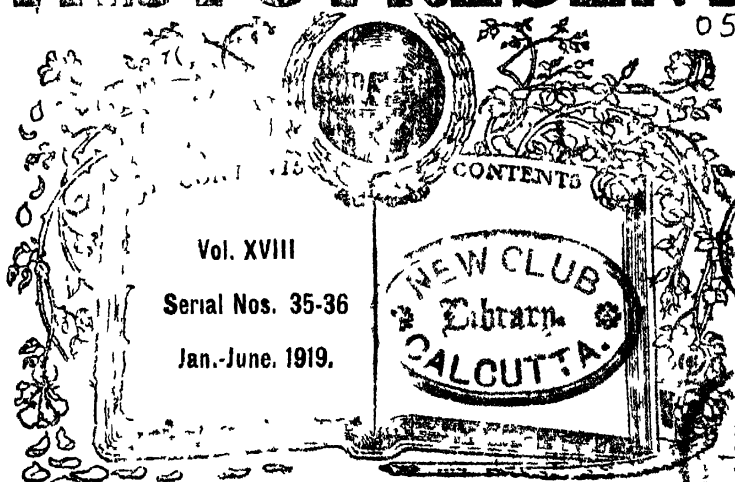 05
CONTENTS
Vol. XVIII
Serial Nos. 35-36
Jan.-June. 1919.
NEW CLUB
Library.
CALCUTTA.